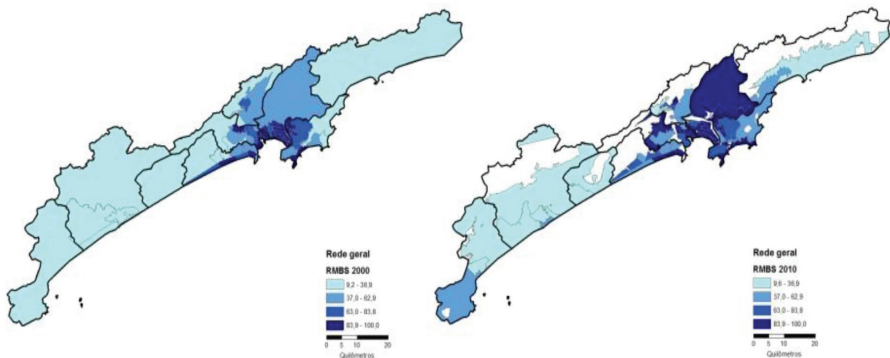 Rede geral
RMBS 2000
9,2 - 36,9
37,0 - 62,9
63,0 - 83,8
83,9 - 100,0
0 5 10 20
Quilômetros
Rede geral
RMBS 2010
9,6 - 36,9
37,0 - 62,9
63,0 - 83,8
83,9 - 100,0
0 5 10 20
Quilômetros